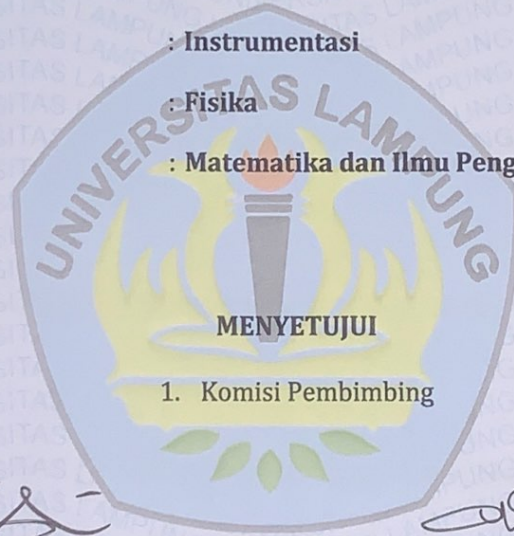 : Instrumentasi
: Fisika
: Matematika dan Ilmu Peng
UNIVERSITAS LAMPUNG
MENYETUJUI
1. Komisi Pembimbing